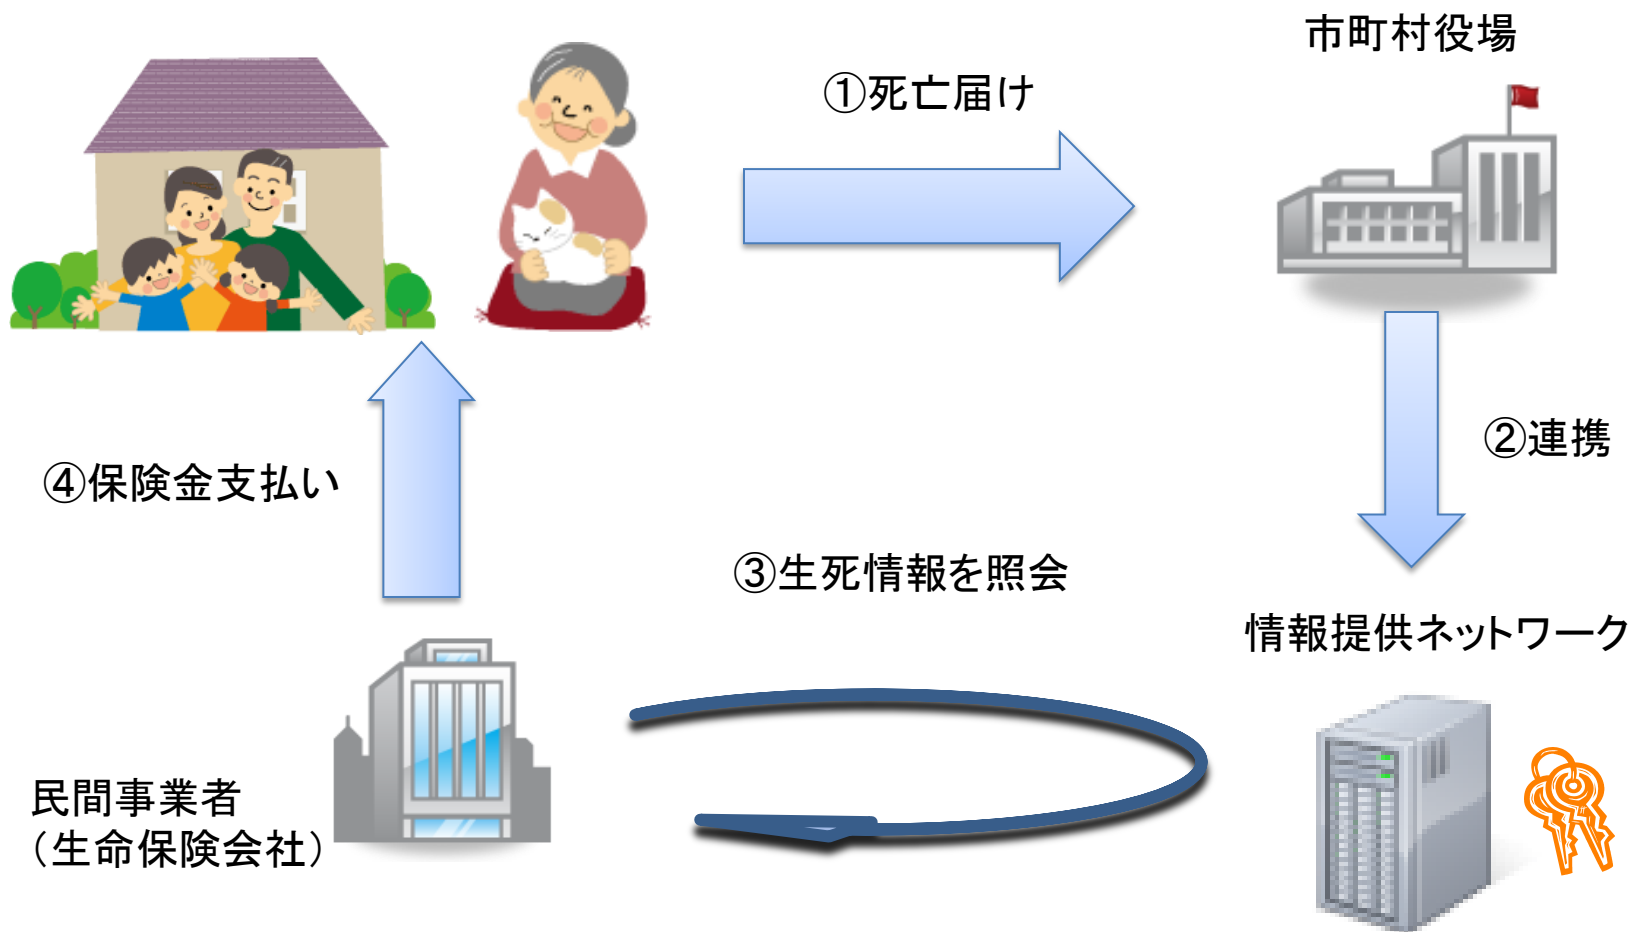 市町村役場
①死亡届け
②連携
④保険金支払い
③生死情報を照会
情報提供ネットワーク
民間事業者
（生命保険会社）